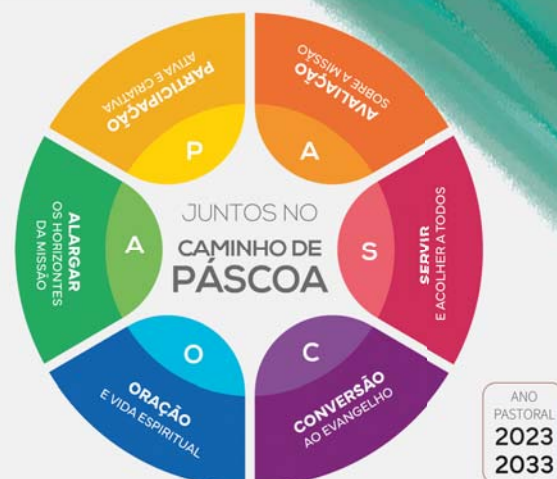 PARTICIPAÇÃO
ATIVA E CRIATIVA
P
AVALIAÇÃO
SOBRE A MISSÃO
A
SERVIR
E ACOLHER A TODOS
S
CONVERSÃO
AO EVANGELHO
C
ORAÇÃO
E VIDA ESPIRITUAL
O
ALARGAR
OS HORIZONTES
DA MISSÃO
A
JUNTOS NO
CAMINHO DE
PÁSCOA
ANO
PASTORAL
2023
2033